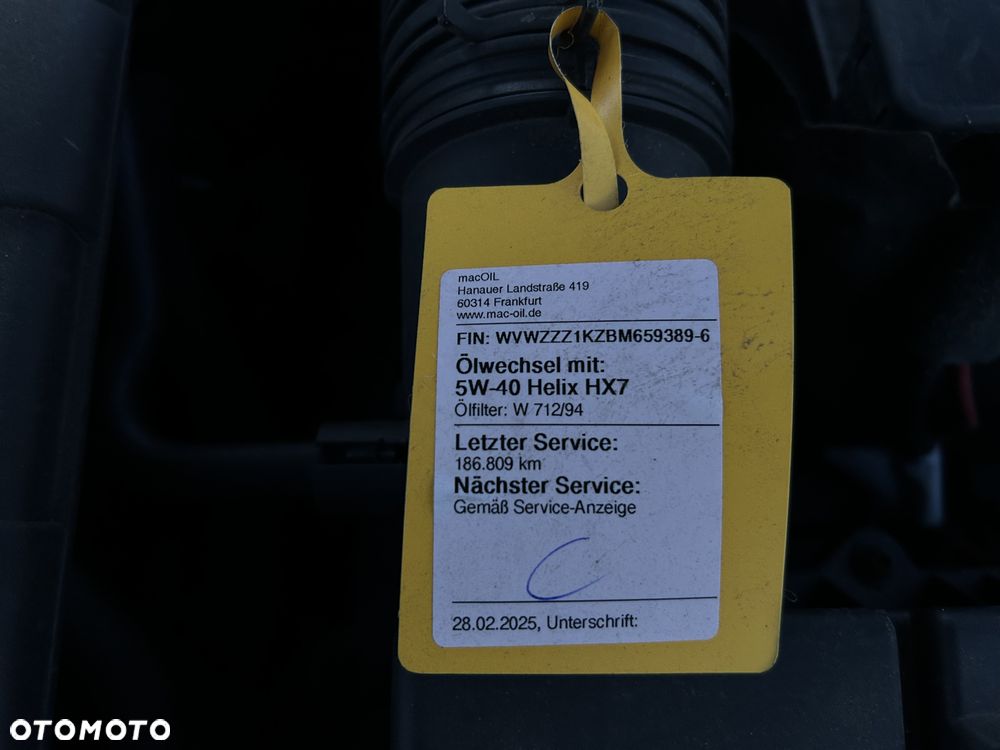 macOIL
Hanauer Landstraße 419
60314 Frankfurt
www.mac-oil.de
FIN: WVWZZZ1KZBM659389-6
Ölwechsel mit:
5W-40 Helix HX7
Ölfilter: W 712/94
Letzter Service:
186.809 km
Nächster Service:
Gemäß Service-Anzeige
28.02.2025, Unterschrift:
OTOMOTO